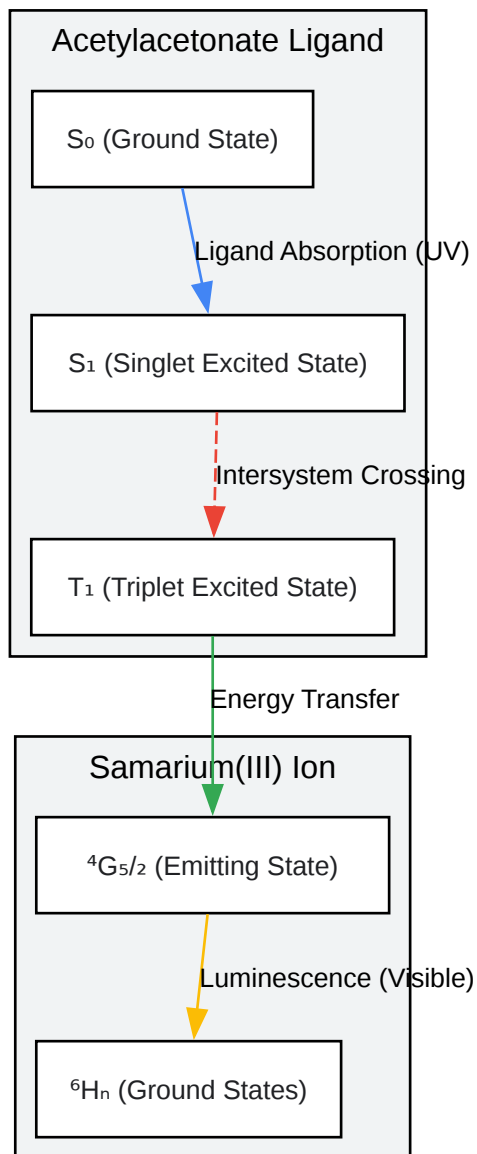 Acetylacetonate Ligand
S₀ (Ground State)
Ligand Absorption (UV)
S₁ (Singlet Excited State)
Intersystem Crossing
T₁ (Triplet Excited State)
Energy Transfer
Samarium(III) Ion
⁴G₅/₂ (Emitting State)
Luminescence (Visible)
⁶Hₙ (Ground States)